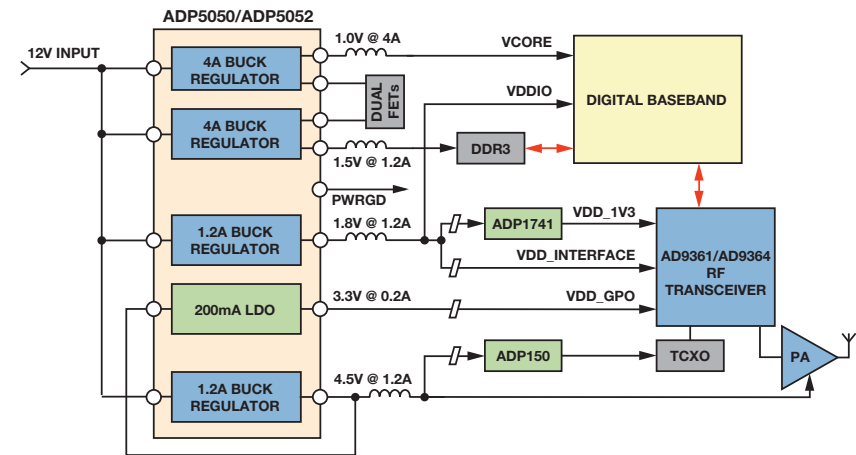 ADP5050/ADP5052
12V INPUT
4A BUCK
REGULATOR
1.0V @ 4A
VCORE
DUAL
FETs
4A BUCK
REGULATOR
1.5V @ 1.2A
VDDIO
DIGITAL BASEBAND
DDR3
PWRGD
1.2A BUCK
REGULATOR
1.8V @ 1.2A
ADP1741
VDD_1V3
VDD_INTERFACE
AD9361/AD9364
RF
TRANSCEIVER
200mA LDO
3.3V @ 0.2A
VDD_GPO
1.2A BUCK
REGULATOR
4.5V @ 1.2A
ADP150
TCXO
PA